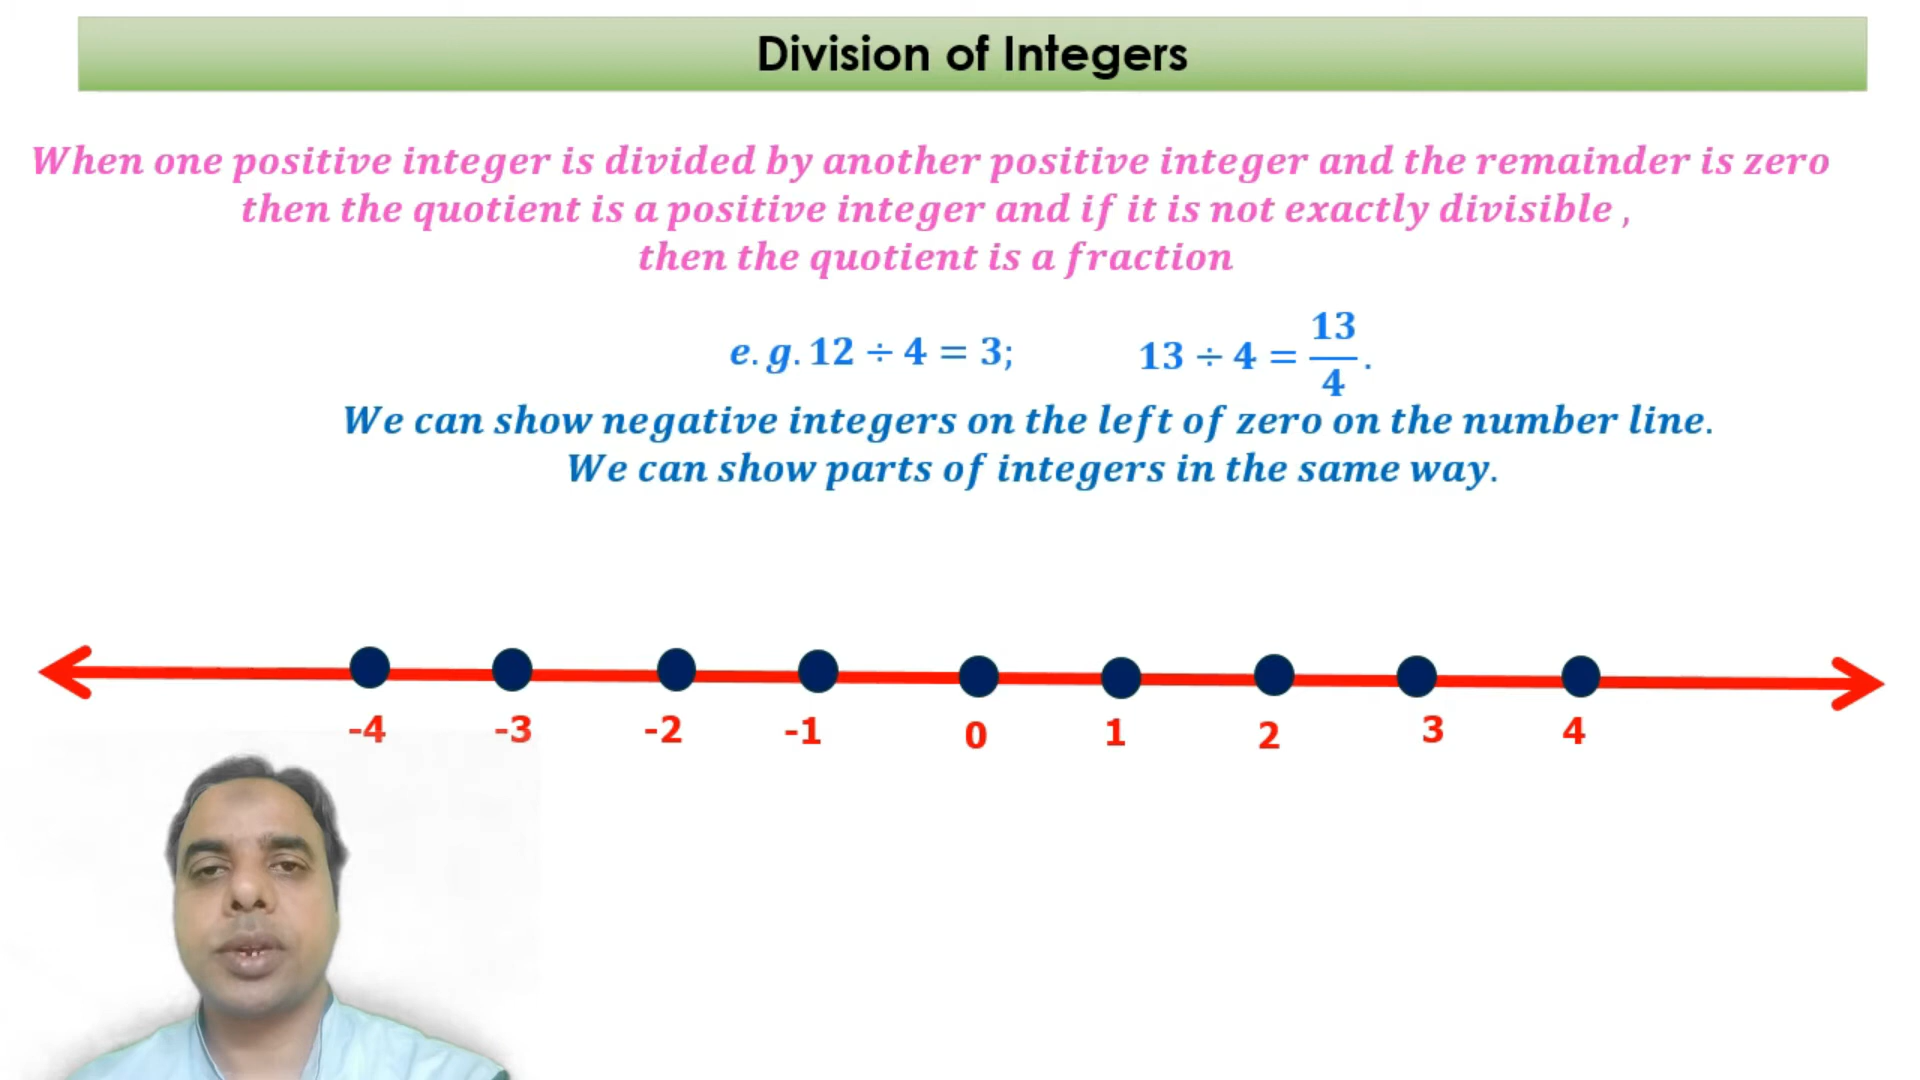 Division of Integers
When one positive integer is divided by another positive integer and the remainder is zero
then the quotient is a positive integer and if it is not exactly divisible ,
then the quotient is a fraction
e. g. 12 ÷ 4 = 3; 13 ÷ 4 = 13/4 .
We can show negative integers on the left of zero on the number line.
We can show parts of integers in the same way.
-4 -3 -2 -1 0 1 2 3 4